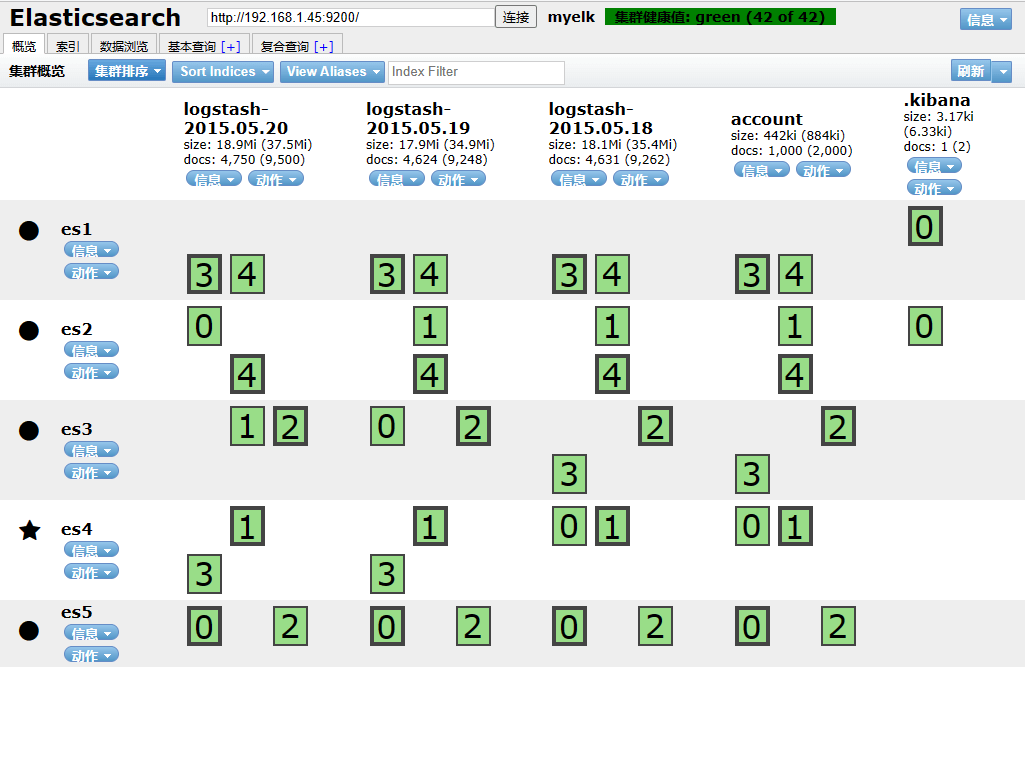 Elasticsearch http://192.168.1.45:9200/ 连接 myelk 集群健康值: green (42 of 42) 信息
概览 索引 数据浏览 基本查询 [+] 复合查询 [+]
集群概览 集群排序 Sort Indices View Aliases Index Filter 刷新
logstash-2015.05.20
size: 18.9Mi (37.5Mi)
docs: 4,750 (9,500)
信息 动作
logstash-2015.05.19
size: 17.9Mi (34.9Mi)
docs: 4,624 (9,248)
信息 动作
logstash-2015.05.18
size: 18.1Mi (35.4Mi)
docs: 4,631 (9,262)
信息 动作
account
size: 442ki (884ki)
docs: 1,000 (2,000)
信息 动作
.kibana
size: 3.17ki
(6.33ki)
docs: 1 (2)
信息
动作
es1
信息
动作
0
3 4 3 4 3 4 3 4
es2
信息
动作
0 1 1 1 0
4 4 4 4
es3
信息
动作
1 2 0 2 2 2
3 3
es4
信息
动作
1 1 0 1 0 1
3 3
es5
信息
动作
0 2 0 2 0 2 0 2